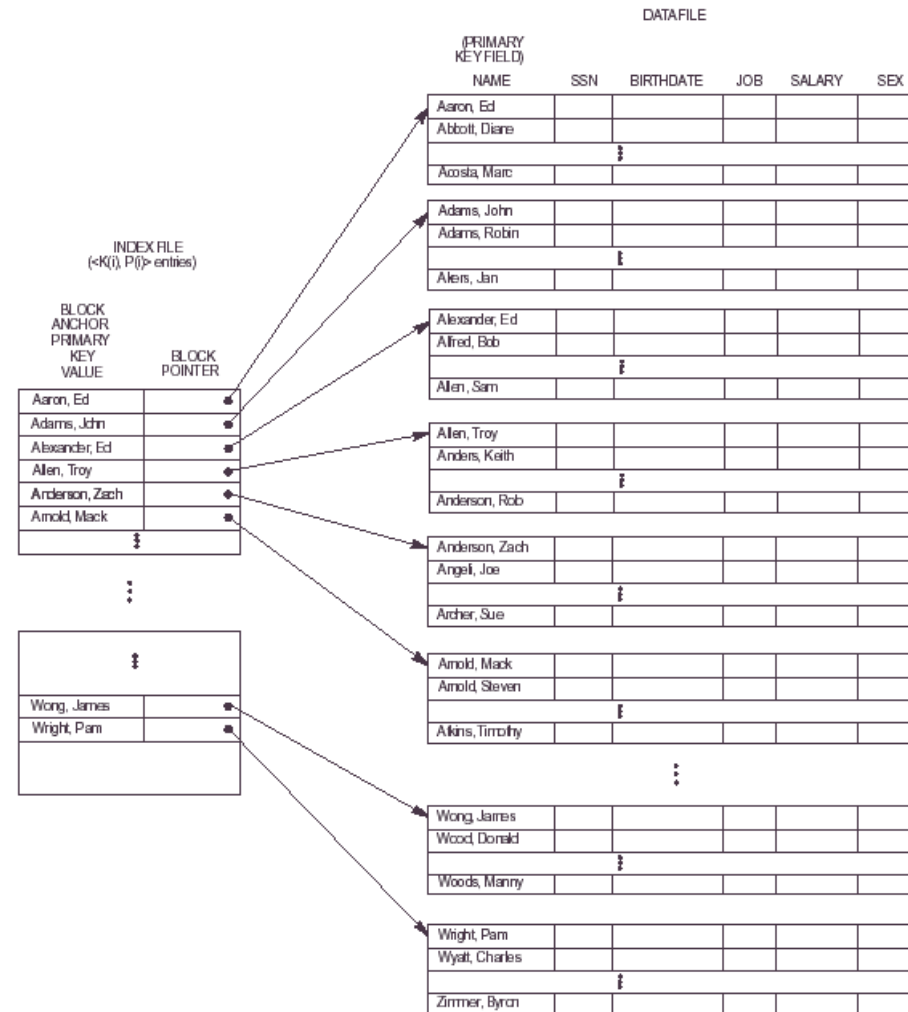 DATAFILE
(PRIMARY
KEY FIELD)
NAME SSN BIRTHDATE JOB SALARY SEX
Aaron, Ed
Abbott, Diane
Acosta, Marc
Adams, John
Adams, Robin
Akers, Jan
Alexander, Ed
Alfred, Bob
Allen, Sam
Allen, Troy
Anders, Keith
Anderson, Rob
Anderson, Zach
Angeli, Joe
Archer, Sue
Arnold, Mack
Arnold, Steven
Atkins, Timothy
Wong, James
Wood, Donald
Woods, Manny
Wright, Pam
Wyatt, Charles
Zimmer, Byron
INDEX FILE
(<K(i), P(i)> entries)
BLOCK
ANCHOR
PRIMARY
KEY
VALUE
BLOCK
POINTER
Aaron, Ed
Adams, John
Alexander, Ed
Allen, Troy
Anderson, Zach
Arnold, Mack
Wong, James
Wright, Pam